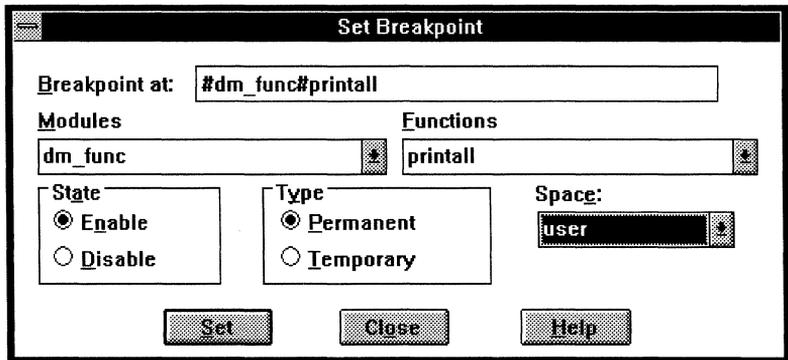 Set Breakpoint
Breakpoint at: #dm_func#printall
Modules Functions
dm_func printall
State Type Space:
Enable Permanent user
Disable Temporary
Set Close Help